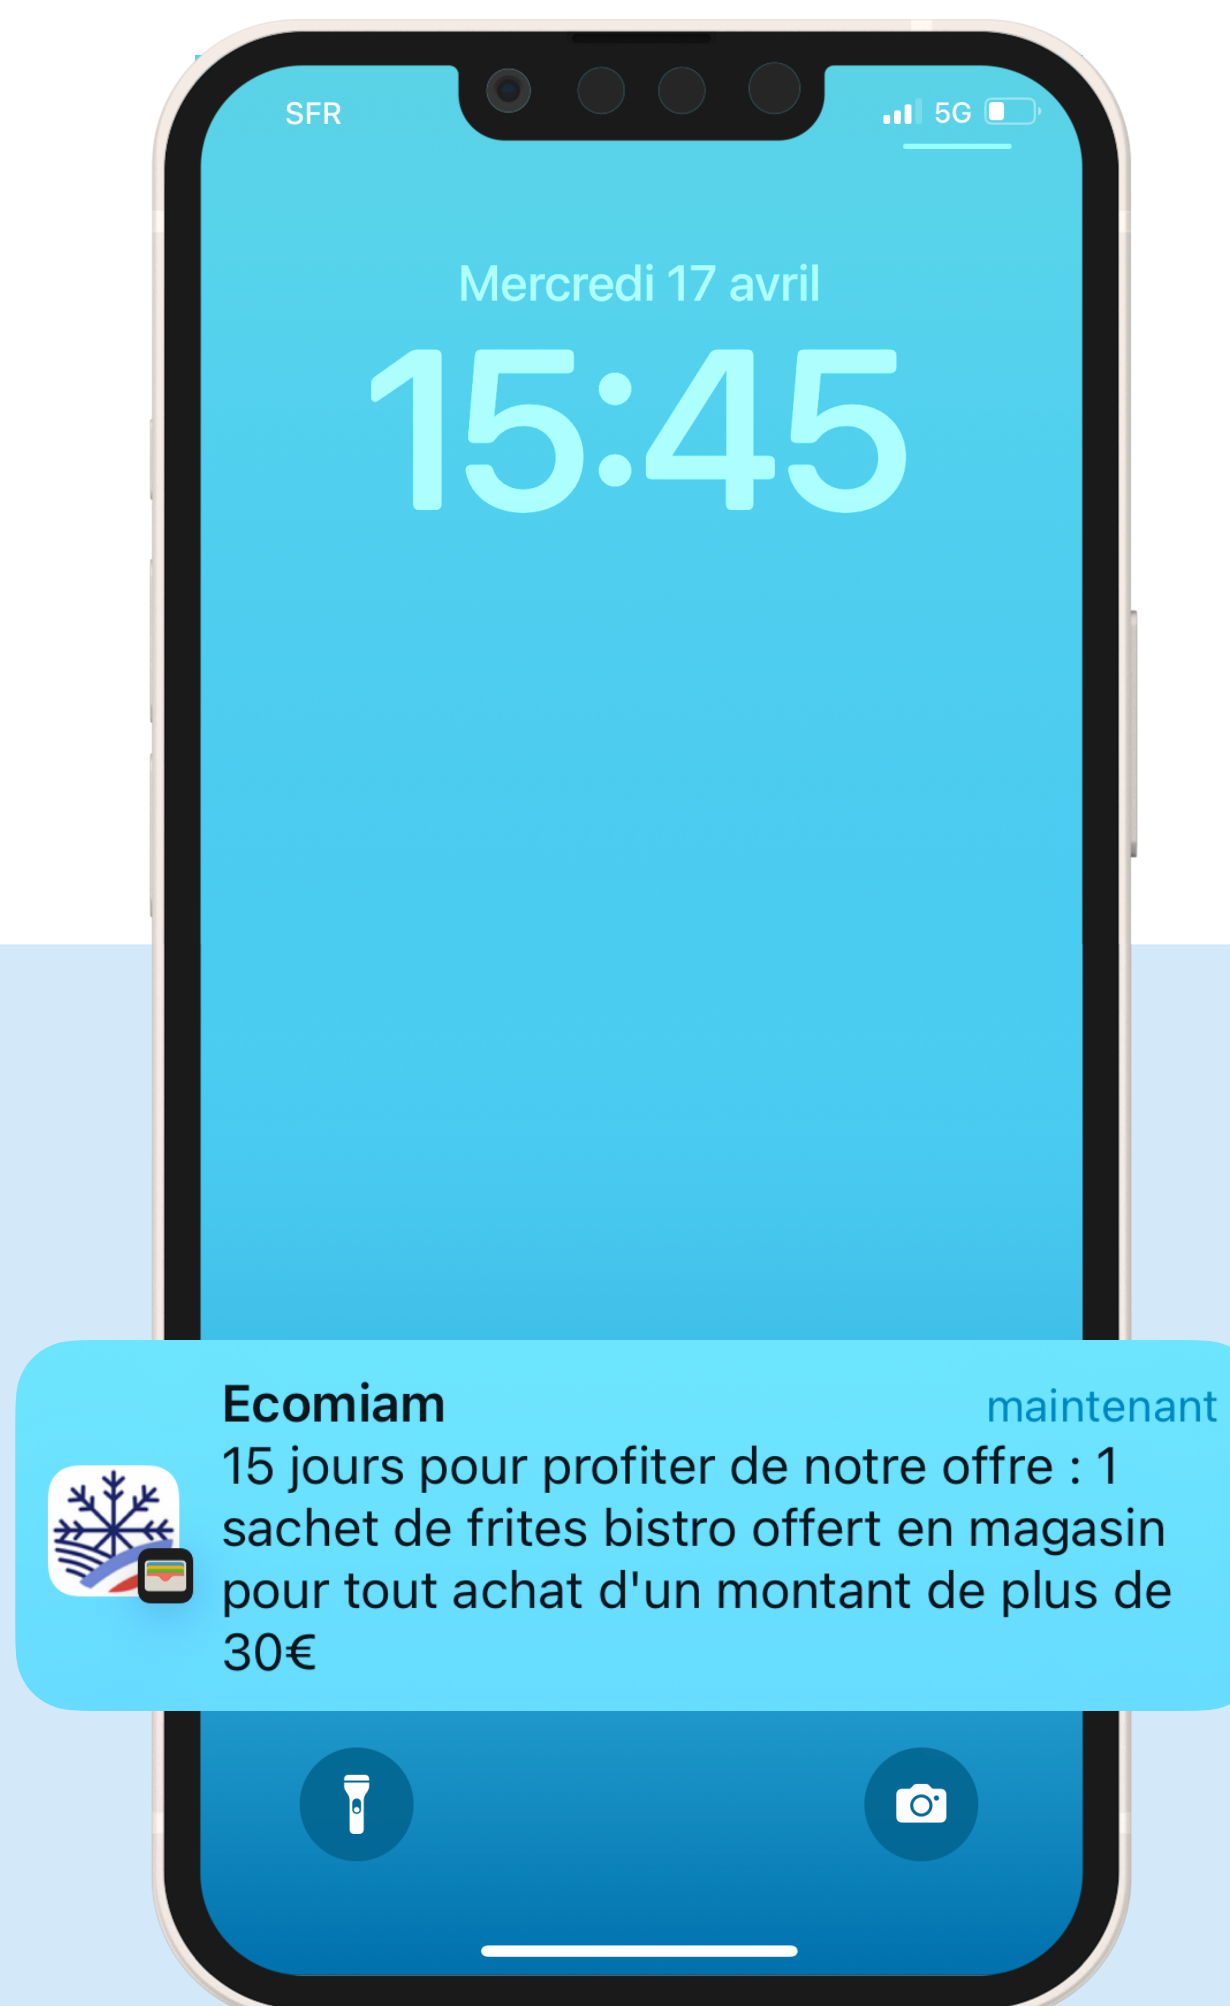 SFR
5G
Mercredi 17 avril
15:45
Ecomiam
maintenant
15 jours pour profiter de notre offre : 1
sachet de frites bistro offert en magasin
pour tout achat d'un montant de plus de
30€